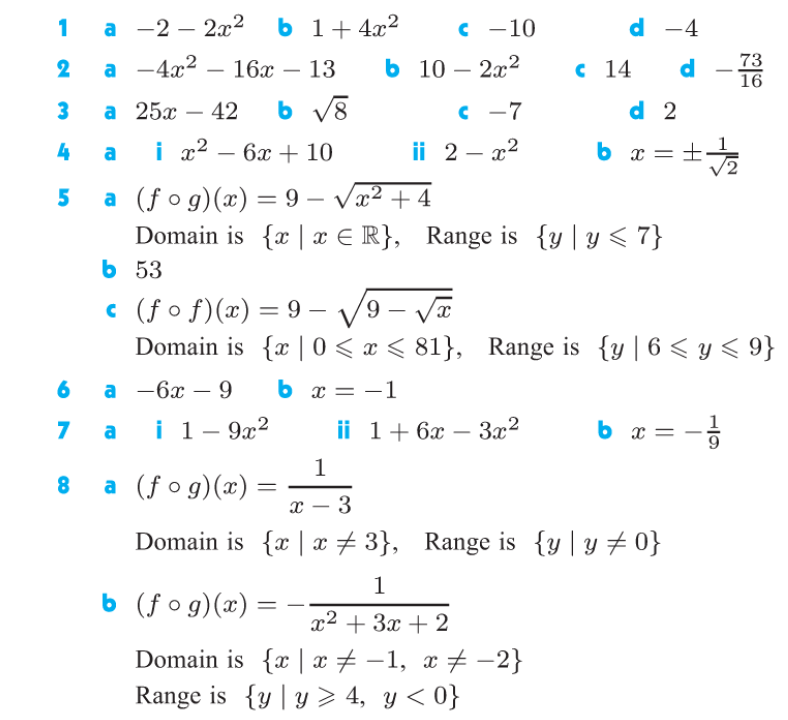 1 a −2 − 2x² b 1 + 4x² c −10 d −4
2 a −4x² − 16x − 13 b 10 − 2x² c 14 d −73/16
3 a 25x − 42 b √8 c −7 d 2
4 a i x² − 6x + 10 ii 2 − x² b x = ±1/√2
5 a (f ∘ g)(x) = 9 − √(x² + 4)
Domain is {x | x ∈ ℝ}, Range is {y | y ⩽ 7}
b 53
c (f ∘ f)(x) = 9 − √(9 − √x)
Domain is {x | 0 ⩽ x ⩽ 81}, Range is {y | 6 ⩽ y ⩽ 9}
6 a −6x − 9 b x = −1
7 a i 1 − 9x² ii 1 + 6x − 3x² b x = −1/9
8 a (f ∘ g)(x) = 1/(x − 3)
Domain is {x | x ≠ 3}, Range is {y | y ≠ 0}
b (f ∘ g)(x) = −1/(x² + 3x + 2)
Domain is {x | x ≠ −1, x ≠ −2}
Range is {y | y ⩾ 4, y < 0}